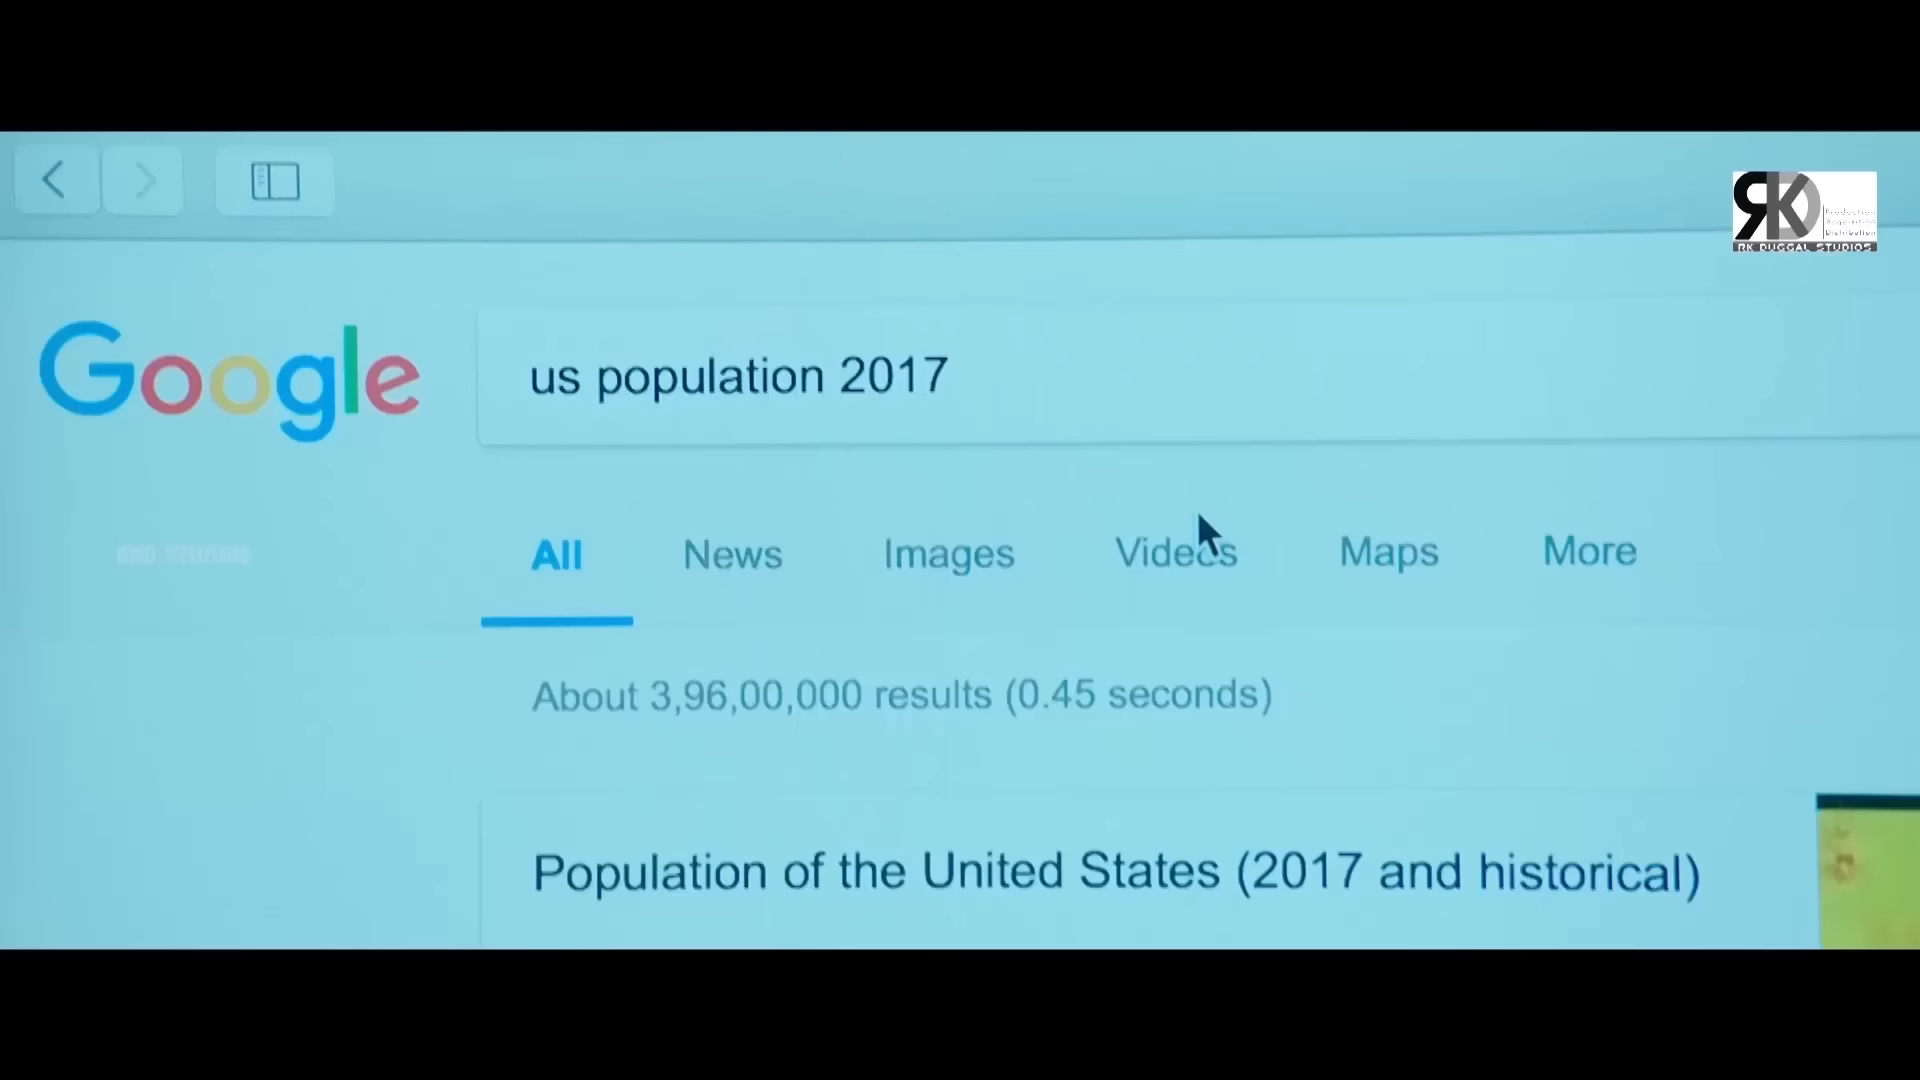 RK DUGGAL STUDIOS
Google
us population 2017
All News Images Videos Maps More
About 3,96,00,000 results (0.45 seconds)
Population of the United States (2017 and historical)